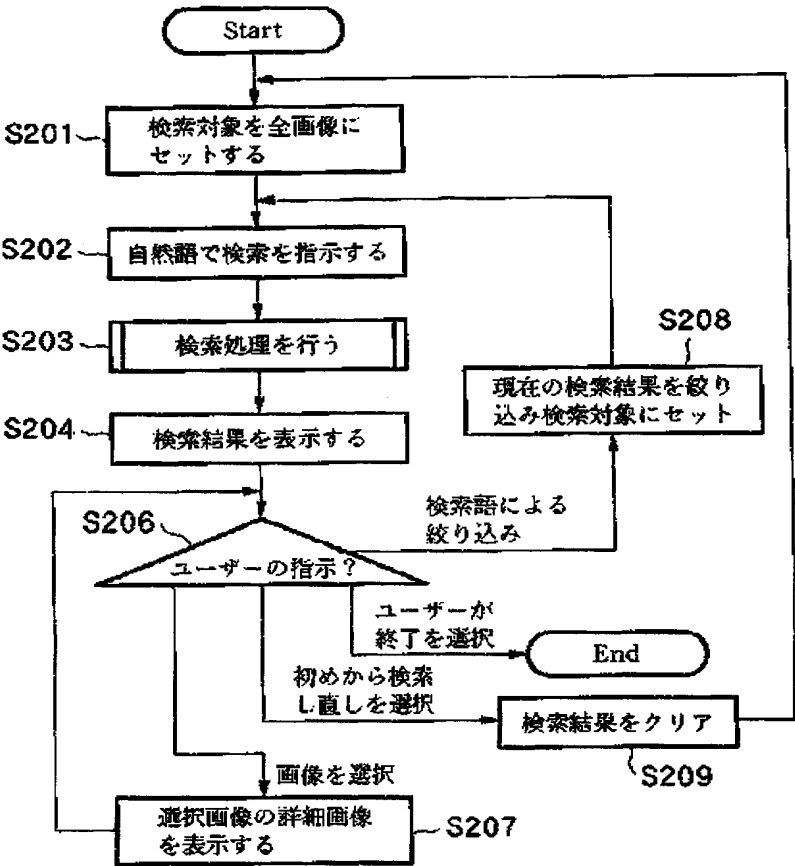 Start
S201
検索対象を全画像に
セットする
S202
自然語で検索を指示する
S203
検索処理を行う
S208
現在の検索結果を絞り
込み検索対象にセット
S204
検索結果を表示する
S206
ユーザーの指示?
検索語による
絞り込み
ユーザーが
終了を選択
End
初めから検索
し直しを選択
検索結果をクリア
S209
画像を選択
選択画像の詳細画像
を表示する
S207